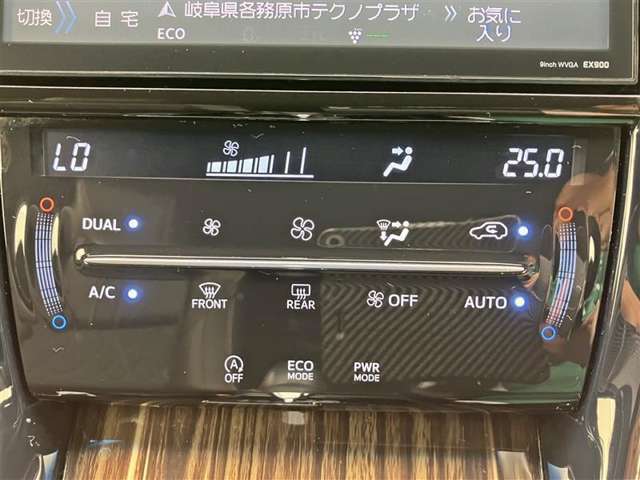 切換 自宅 岐阜県各務原市テクノプラザ お気に
入り
ECO
9inch WVGA EX900
LO 25.0
DUAL
A/C FRONT REAR OFF AUTO
OFF ECO
MODE PWR
MODE